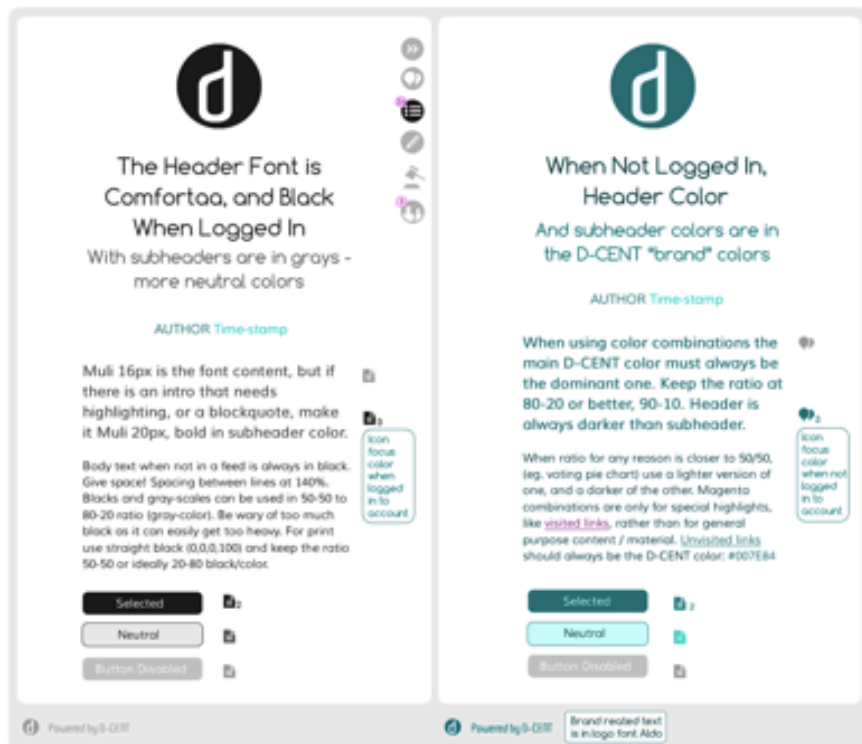 The Header Font is
Comfortaa, and Black
When Logged In
With subheaders are in grays -
more neutral colors
AUTHOR Time-stamp
Muli 16px is the font content, but if
there is an intro that needs
highlighting, or a blockquote, make
it Muli 20px, bold in subheader color.
3
Icon
focus
color
when
logged
in to
account
Body text when not in a feed is always in black.
Give space! Spacing between lines at 140%.
Blacks and gray-scales can be used in 50-50 to
80-20 ratio (gray-color). Be wary of too much
black as it can easily get too heavy. For print
use straight black (0,0,0,100) and keep the ratio
50-50 or ideally 20-80 black/color.
Selected
2
Neutral
Button Disabled
Powered by D-CENT
When Not Logged In,
Header Color
And subheader colors are in
the D-CENT "brand" colors
AUTHOR Time-stamp
When using color combinations the
main D-CENT color must always be
the dominant one. Keep the ratio at
80-20 or better, 90-10. Header is
always darker than subheader.
3
Icon
focus
color
when not
logged
in to
account
When ratio for any reason is closer to 50/50,
(eg. voting pie chart) use a lighter version of
one, and a darker of the other. Magenta
combinations are only for special highlights,
like visited links, rather than for general
purpose content / material. Unvisited links
should always be the D-CENT color: #007E84
Selected
2
Neutral
Button Disabled
Powered by D-CENT
Brand reated text
is in logo font Aldo